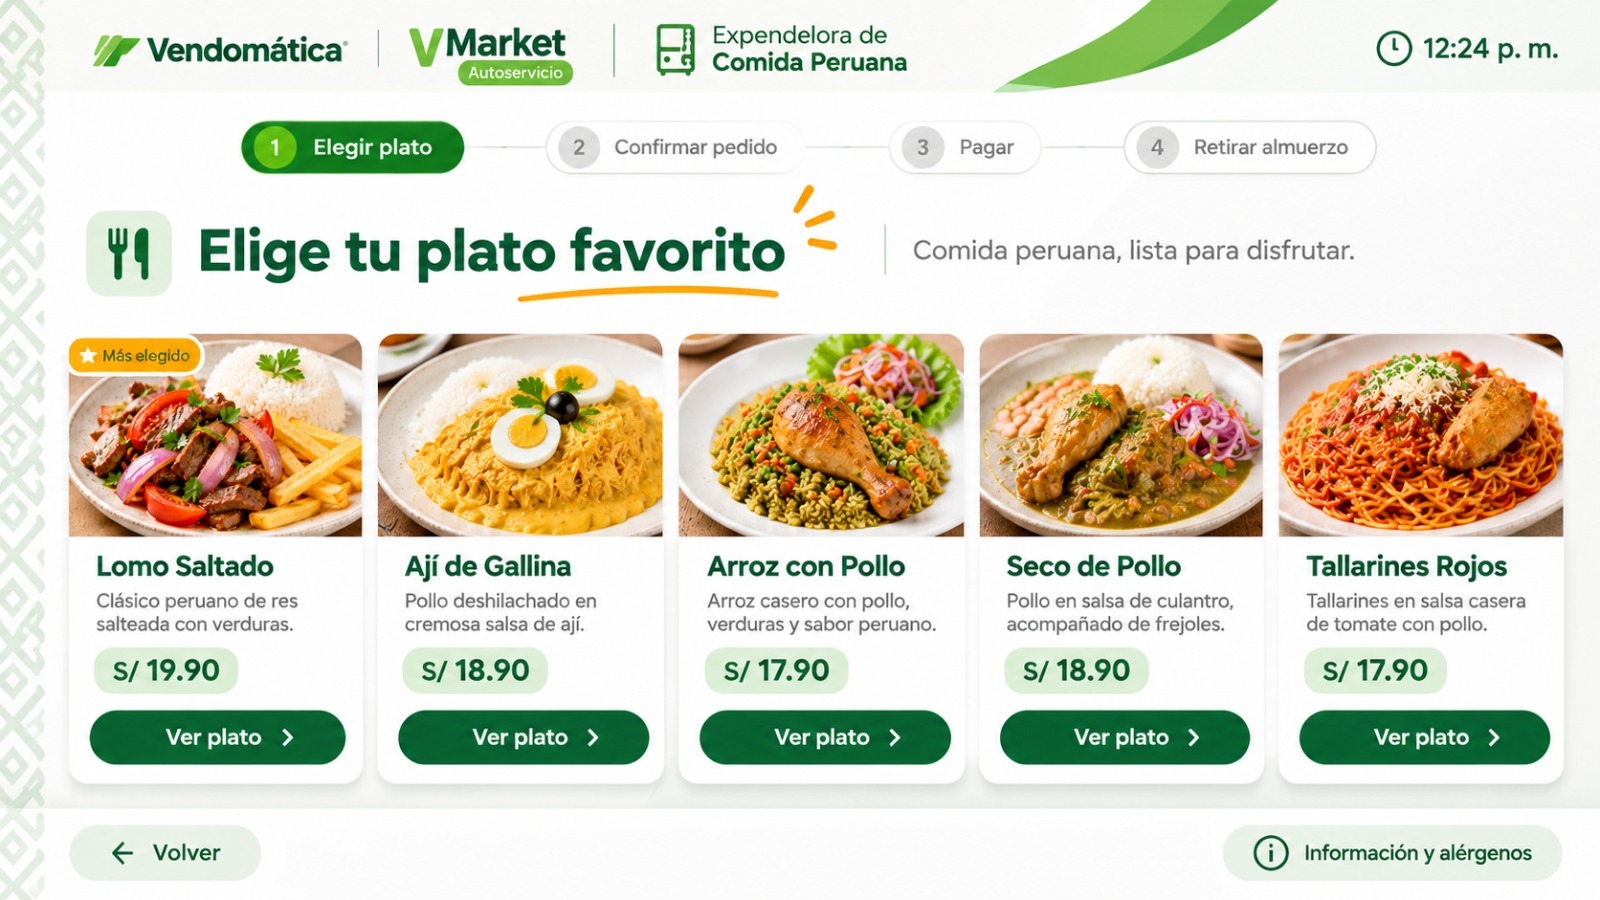 Vendomática
VMarket
Autoservicio
Expendelora de
Comida Peruana
12:24 p. m.
1 Elegir plato
2 Confirmar pedido
3 Pagar
4 Retirar almuerzo
Elige tu plato favorito
Comida peruana, lista para disfrutar.
Más elegido
Lomo Saltado
Clásico peruano de res
salteada con verduras.
S/ 19.90
Ver plato
Ají de Gallina
Pollo deshilachado en
cremosa salsa de ají.
S/ 18.90
Ver plato
Arroz con Pollo
Arroz casero con pollo,
verduras y sabor peruano.
S/ 17.90
Ver plato
Seco de Pollo
Pollo en salsa de culantro,
acompañado de frejoles.
S/ 18.90
Ver plato
Tallarines Rojos
Tallarines en salsa casera
de tomate con pollo.
S/ 17.90
Ver plato
Volver
Información y alérgenos